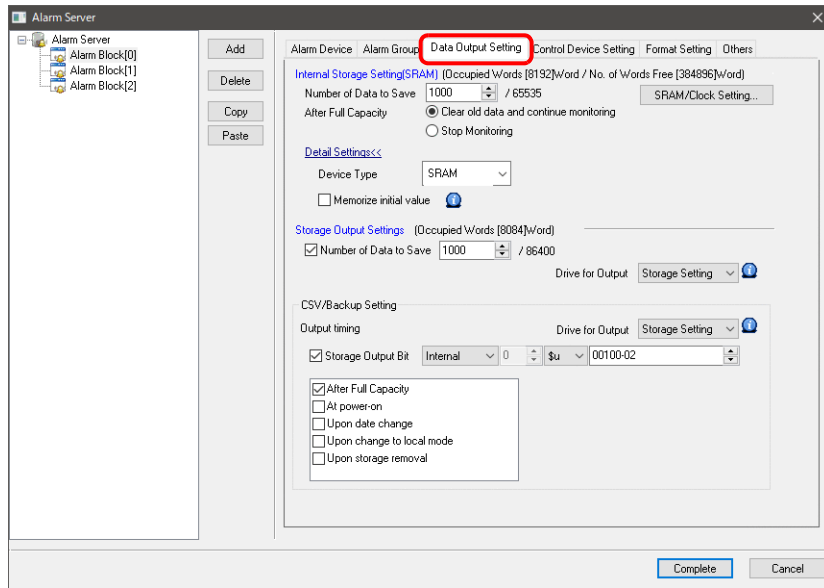 Alarm Server
Alarm Server
Alarm Block[0]
Alarm Block[1]
Alarm Block[2]
Add
Delete
Copy
Paste
Alarm Device Alarm Group Data Output Setting Control Device Setting Format Setting Others
Internal Storage Setting(SRAM) (Occupied Words [8192]Word / No. of Words Free [384896]Word)
Number of Data to Save 1000 / 65535 SRAM/Clock Setting...
After Full Capacity Clear old data and continue monitoring
Stop Monitoring
Detail Settings<<
Device Type SRAM
Memorize initial value
Storage Output Settings (Occupied Words [8084]Word)
Number of Data to Save 1000 / 86400
Drive for Output Storage Setting
CSV/Backup Setting
Output timing Drive for Output Storage Setting
Storage Output Bit Internal 0 $u 00100-02
After Full Capacity
At power-on
Upon date change
Upon change to local mode
Upon storage removal
Complete Cancel